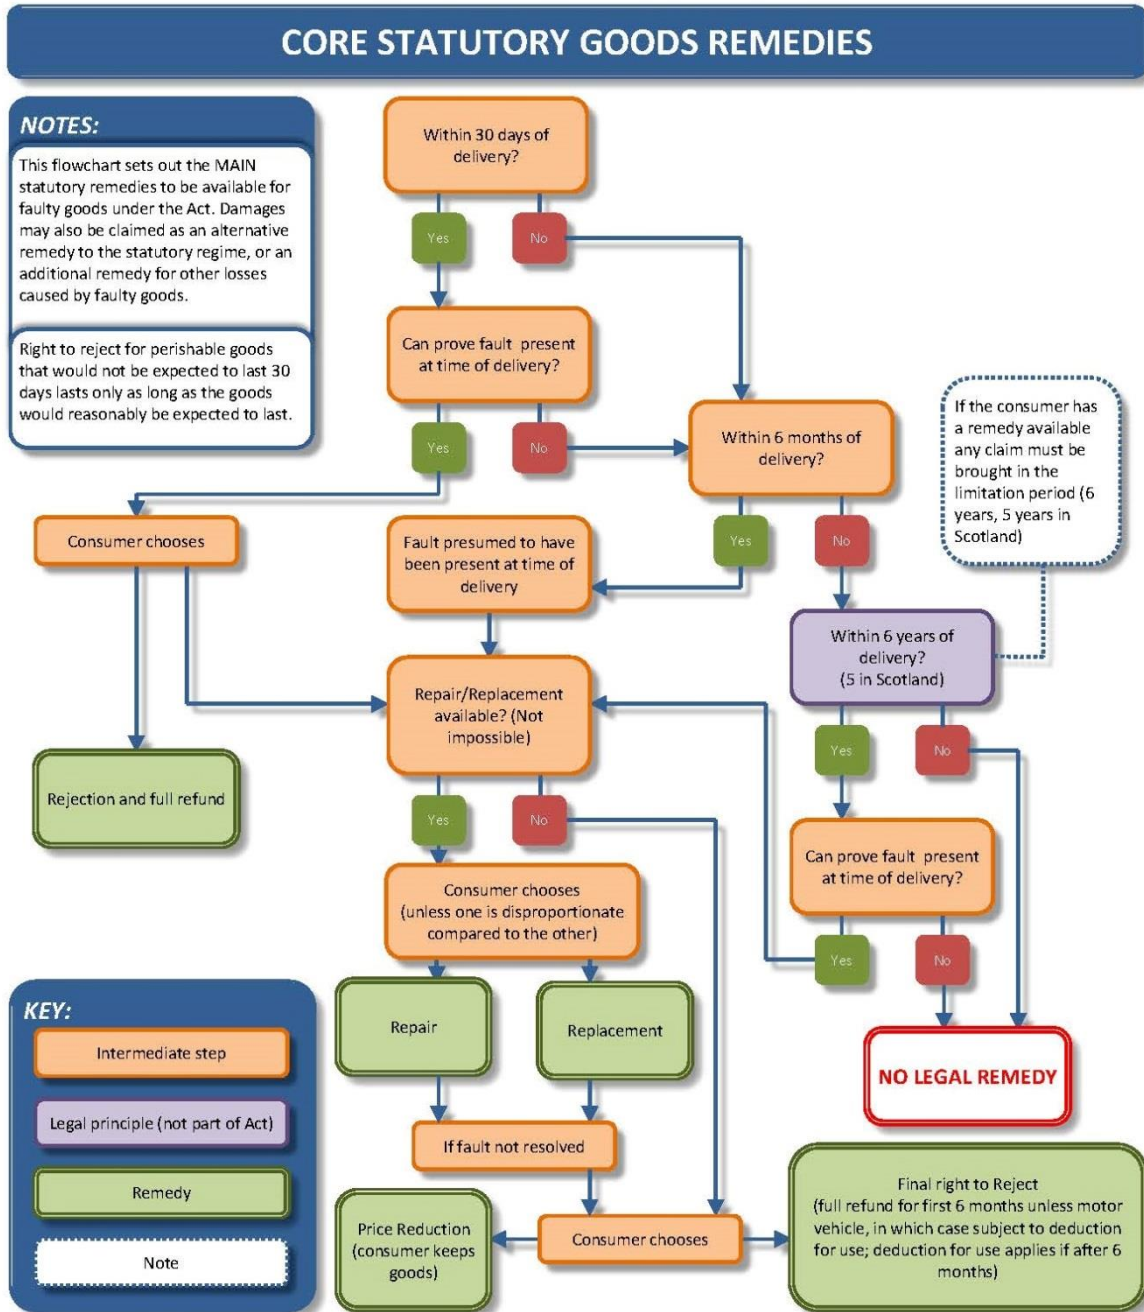 CORE STATUTORY GOODS REMEDIES
NOTES:
This flowchart sets out the MAIN
statutory remedies to be available for
faulty goods under the Act. Damages
may also be claimed as an alternative
remedy to the statutory regime, or an
additional remedy for other losses
caused by faulty goods.
Right to reject for perishable goods
that would not be expected to last 30
days lasts only as long as the goods
would reasonably be expected to last.
Within 30 days of
delivery?
Yes
No
Can prove fault present
at time of delivery?
Yes
No
Within 6 months of
delivery?
If the consumer has
a remedy available
any claim must be
brought in the
limitation period (6
years, 5 years in
Scotland)
Consumer chooses
Fault presumed to have
been present at time of
delivery
Yes
No
Within 6 years of
delivery?
(5 in Scotland)
Repair/Replacement
available? (Not
impossible)
Yes
No
Rejection and full refund
Yes
No
Can prove fault present
at time of delivery?
Consumer chooses
(unless one is disproportionate
compared to the other)
Yes
No
Repair
Replacement
NO LEGAL REMEDY
If fault not resolved
Price Reduction
(consumer keeps
goods)
Consumer chooses
Final right to Reject
(full refund for first 6 months unless motor
vehicle, in which case subject to deduction
for use; deduction for use applies if after 6
months)
KEY:
Intermediate step
Legal principle (not part of Act)
Remedy
Note